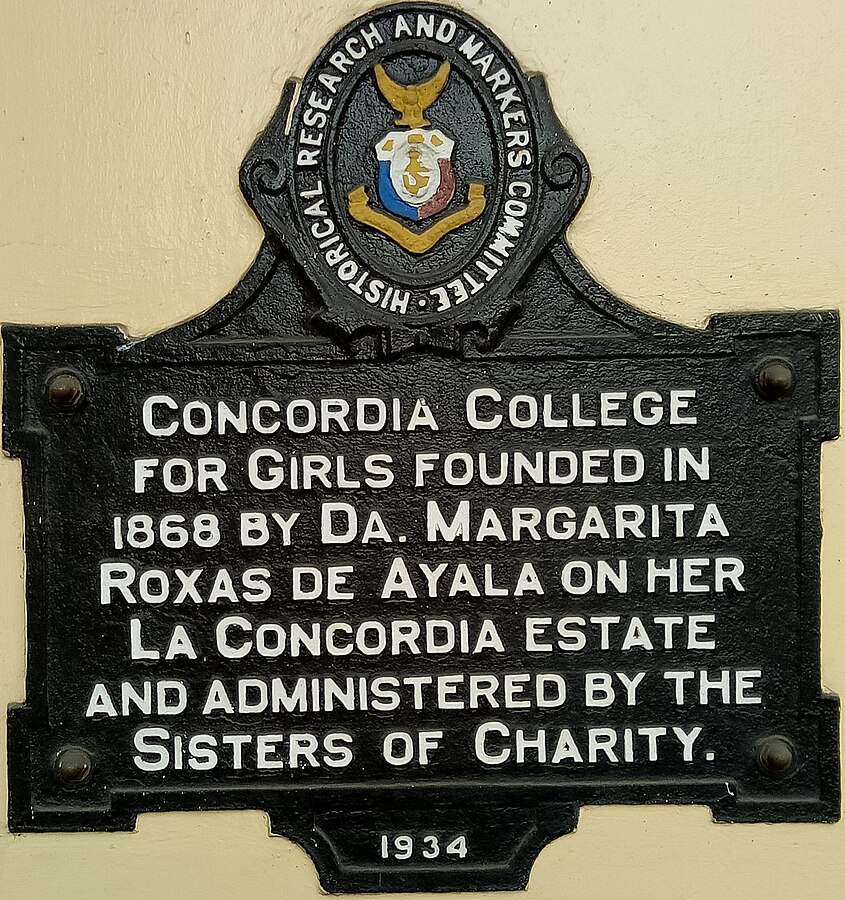 HISTORICAL RESEARCH AND MARKERS COMMITTEE ·
CONCORDIA COLLEGE
FOR GIRLS FOUNDED IN
1868 BY DA. MARGARITA
ROXAS DE AYALA ON HER
LA CONCORDIA ESTATE
AND ADMINISTERED BY THE
SISTERS OF CHARITY.
1934